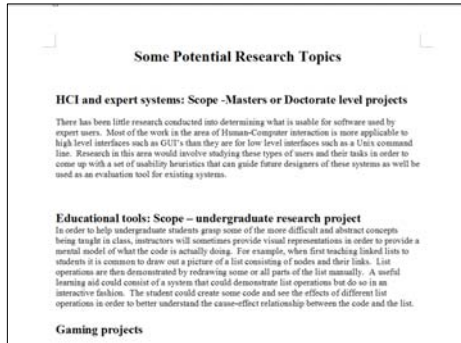 Some Potential Research Topics
HCI and expert systems: Scope -Masters or Doctorate level projects
There has been little research conducted into determining what is usable for software used by
expert users. Most of the work in the area of Human-Computer interaction is more applicable to
high level interfaces such as GUI's than they are for low level interfaces such as a Unix command
line. Research in this area would involve studying these types of users and their tasks in order to
come up with a set of usability heuristics that can guide future designers of these systems as well be
used as an evaluation tool for existing systems.
Educational tools: Scope – undergraduate research project
In order to help undergraduate students grasp some of the more difficult and abstract concepts
being taught in class, instructors will sometimes provide visual representations in order to provide a
mental model of what the code is actually doing. For example, when first teaching linked lists to
students it is common to draw out a picture of a list consisting of nodes and their links. List
operations are then demonstrated by redrawing some or all parts of the list manually. A useful
learning aid could consist of a system that could demonstrate list operations but do so in an
interactive fashion. The student could create some code and see the effects of different list
operations in order to better understand the cause-effect relationship between the code and the list.
Gaming projects